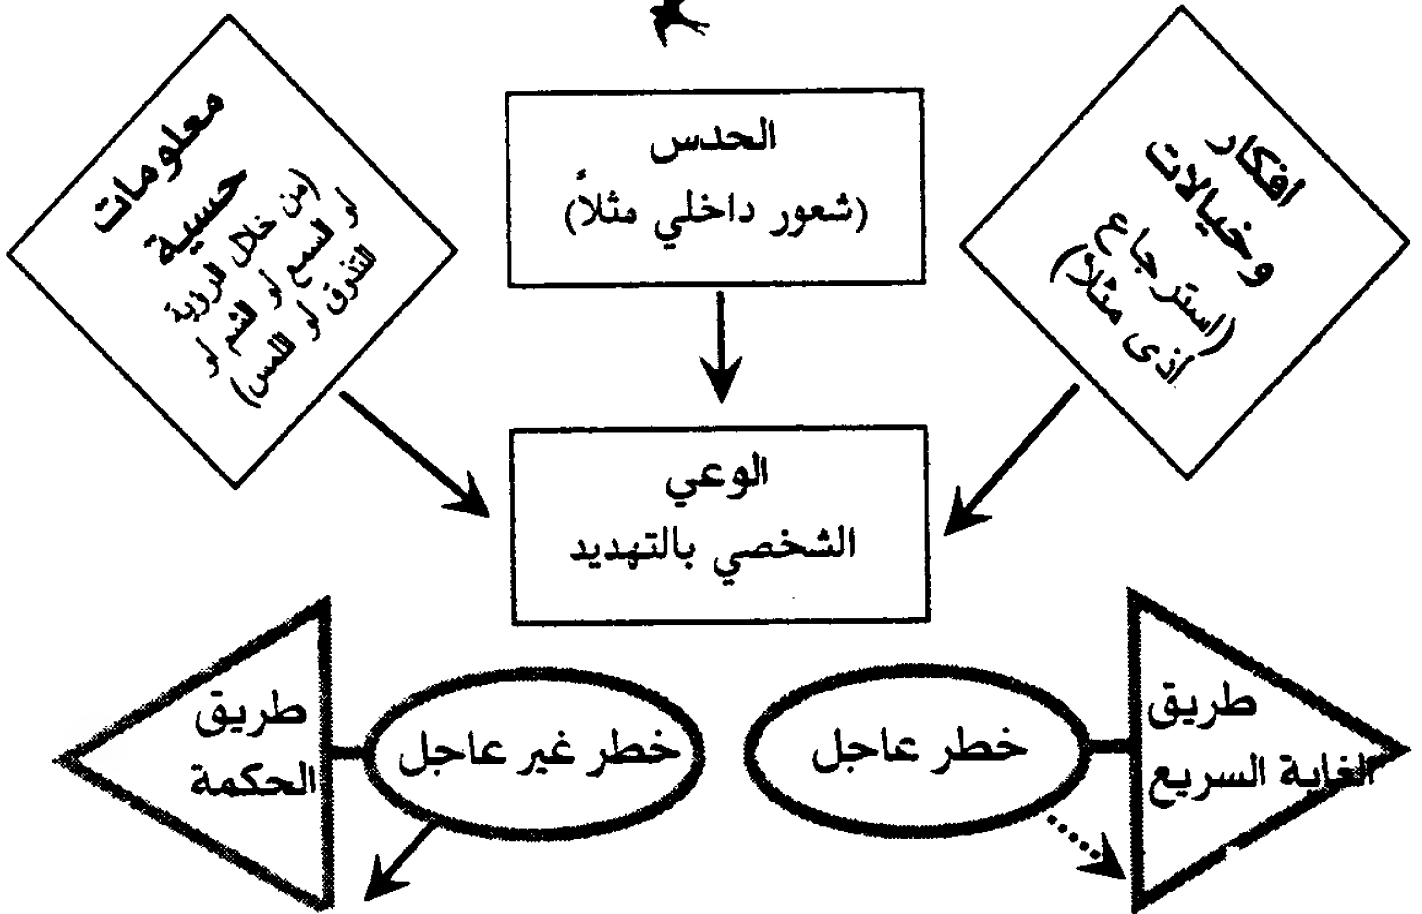 افكار
وخيالات
(استرجاع
أذى مثلاً)
الحدس
(شعور داخلي مثلاً)
معلومات
حسية
(من خلال الرؤية
أو السمع أو الشم أو
التذوق أو اللمس)
الوعي
الشخصي بالتهديد
طريق
الغاية السريع
خطر عاجل
خطر غير عاجل
طريق
الحكمة